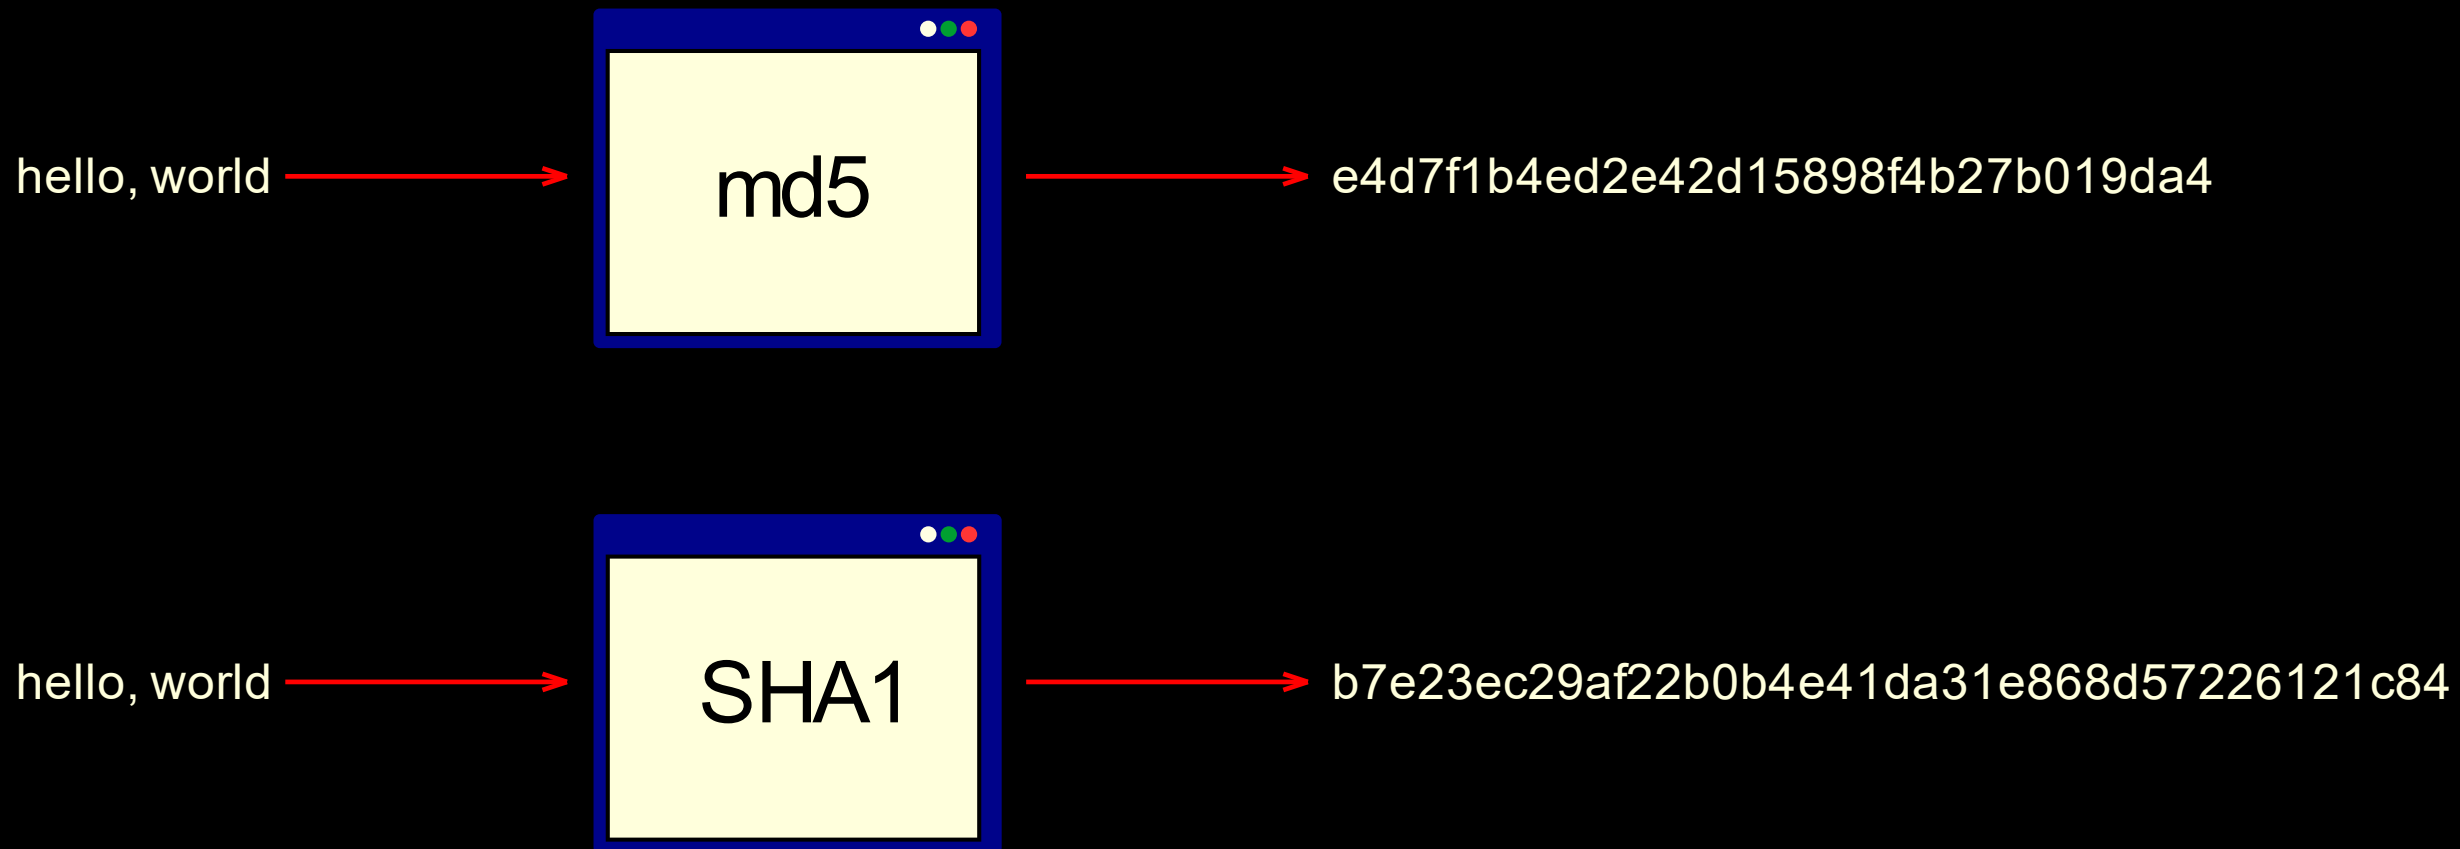 hello, world
md5
e4d7f1b4ed2e42d15898f4b27b019da4
hello, world
SHA1
b7e23ec29af22b0b4e41da31e868d57226121c84